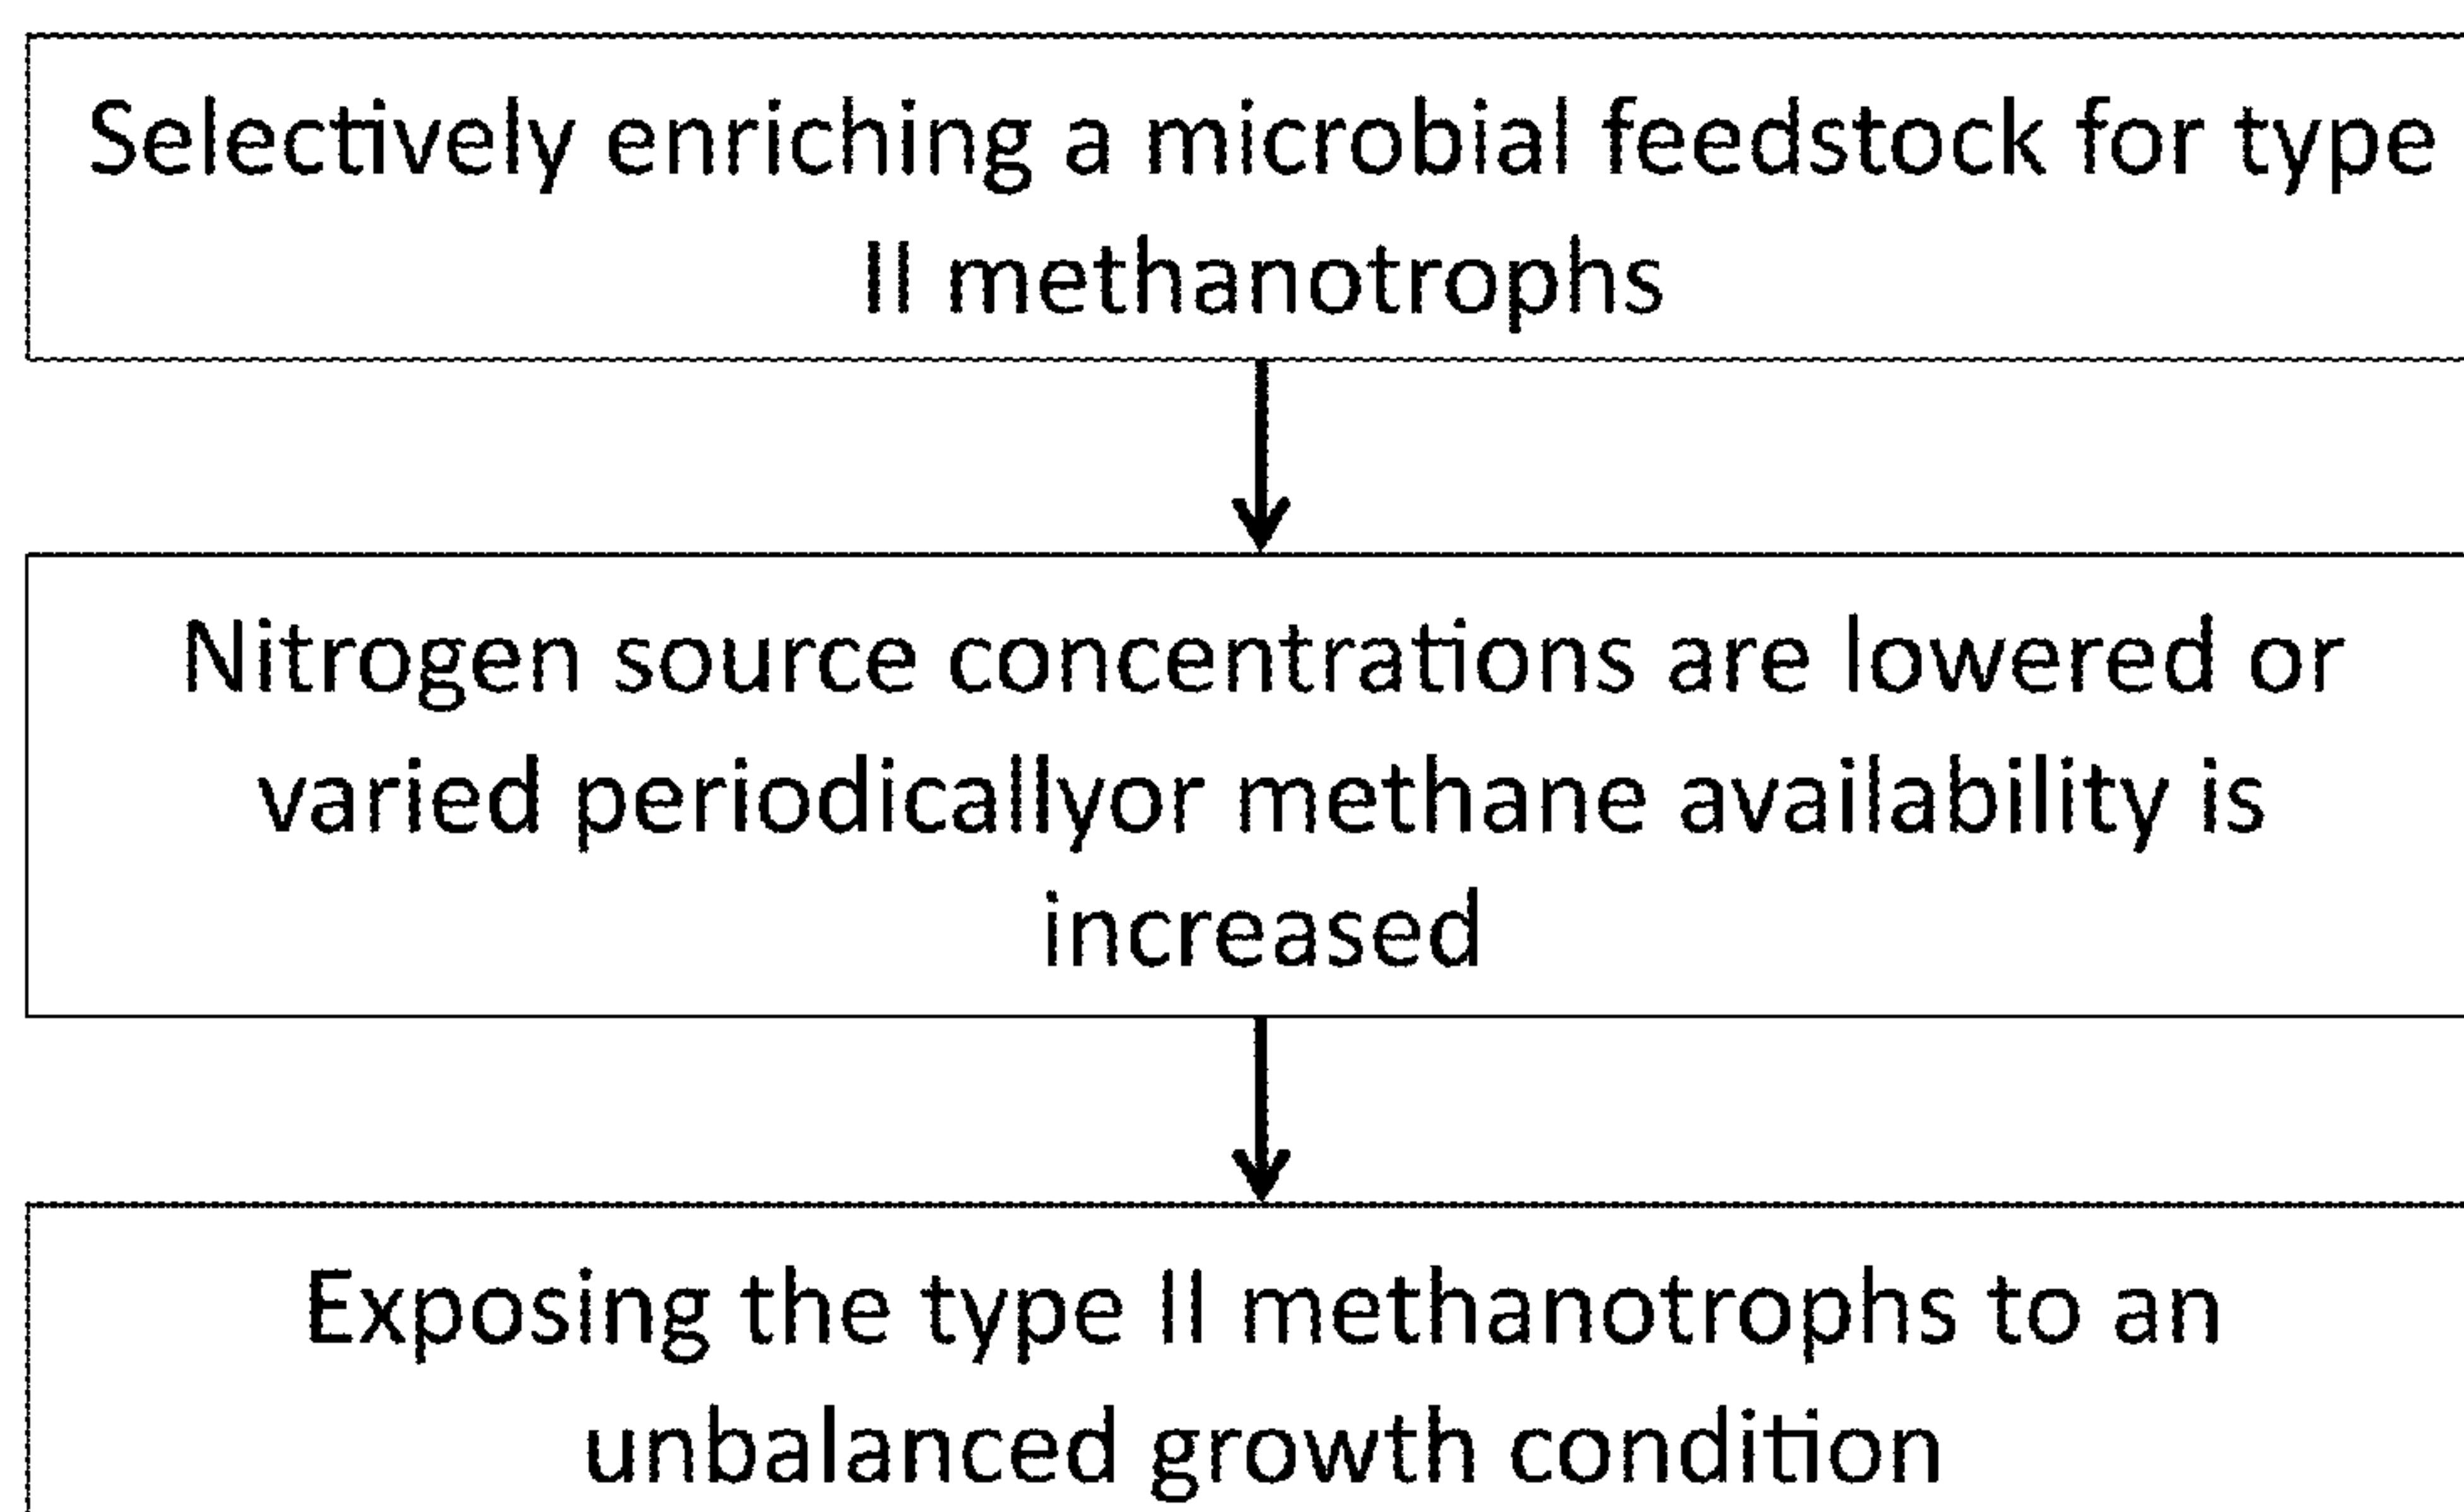 Selectively enriching a microbial feedstock for type
II methanotrophs
Nitrogen source concentrations are lowered or
varied periodicallyor methane availability is
increased
Exposing the type II methanotrophs to an
unbalanced growth condition